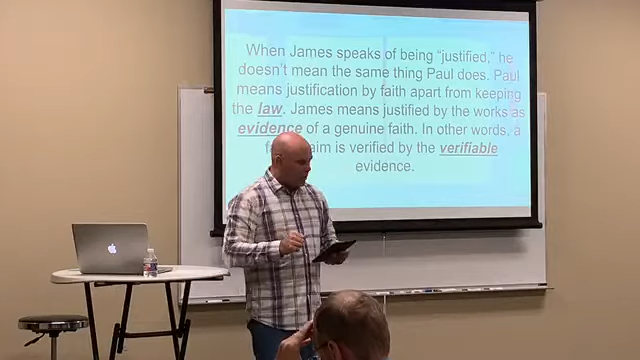 When James speaks of being "justified," he
doesn't mean the same thing Paul does. Paul
means justification by faith apart from keeping
the law. James means justified by the works as
evidence of a genuine faith. In other words, a
is verified by the verifiable
evidence.